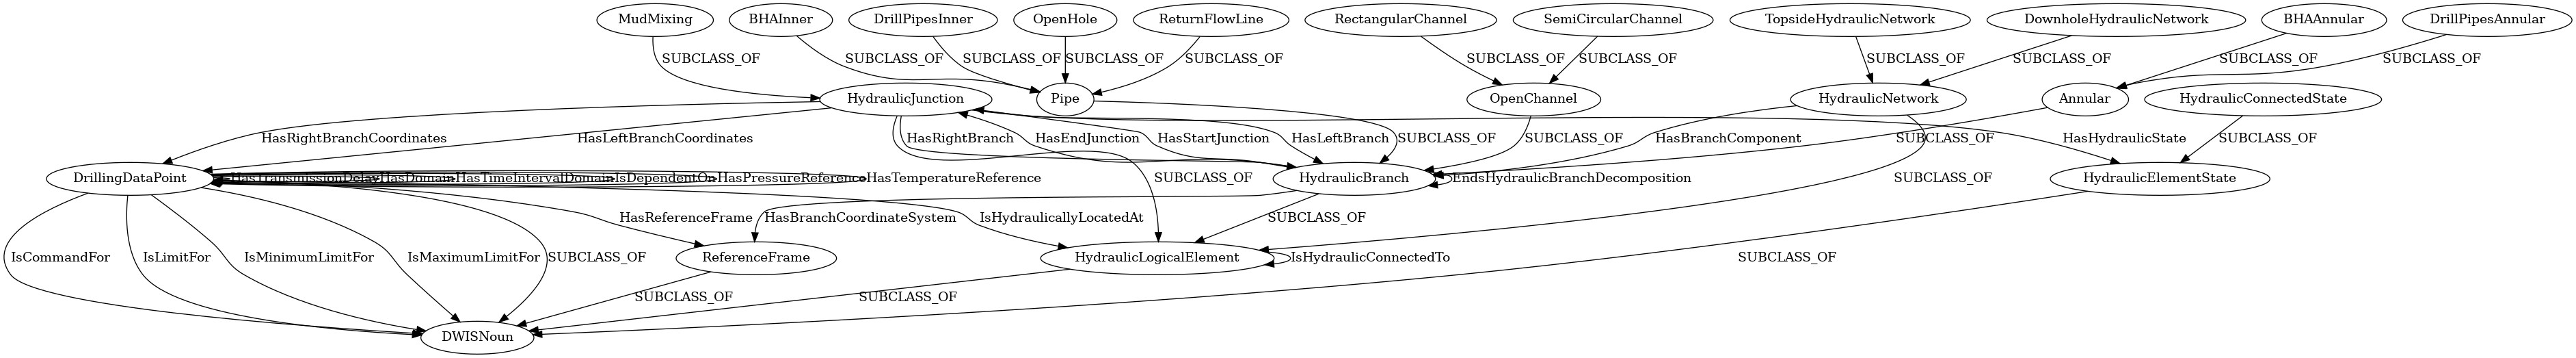 MudMixing
BHAInner
DrillPipesInner
OpenHole
ReturnFlowLine
RectangularChannel
SemiCircularChannel
TopsideHydraulicNetwork
DownholeHydraulicNetwork
BHAAnnular
DrillPipesAnnular
SUBCLASS_OF
SUBCLASS_OF
SUBCLASS_OF
SUBCLASS_OF
SUBCLASS_OF
SUBCLASS_OF
SUBCLASS_OF
SUBCLASS_OF
SUBCLASS_OF
SUBCLASS_OF
SUBCLASS_OF
HydraulicJunction
Pipe
OpenChannel
HydraulicNetwork
Annular
HydraulicConnectedState
HasRightBranchCoordinates
HasLeftBranchCoordinates
HasRightBranch
HasEndJunction
HasStartJunction
HasLeftBranch
SUBCLASS_OF
SUBCLASS_OF
HasBranchComponent
SUBCLASS_OF
HasHydraulicState
SUBCLASS_OF
DrillingDataPoint
HasTransmissionDelay
HasDomain
HasTimeIntervalDomain
IsDependentOn
HasPressureReference
HasTemperatureReference
SUBCLASS_OF
HydraulicBranch
EndsHydraulicBranchDecomposition
SUBCLASS_OF
HydraulicElementState
HasReferenceFrame
HasBranchCoordinateSystem
IsHydraulicallyLocatedAt
SUBCLASS_OF
IsCommandFor
IsLimitFor
IsMinimumLimitFor
IsMaximumLimitFor
SUBCLASS_OF
ReferenceFrame
HydraulicLogicalElement
IsHydraulicConnectedTo
SUBCLASS_OF
SUBCLASS_OF
SUBCLASS_OF
DWISNoun